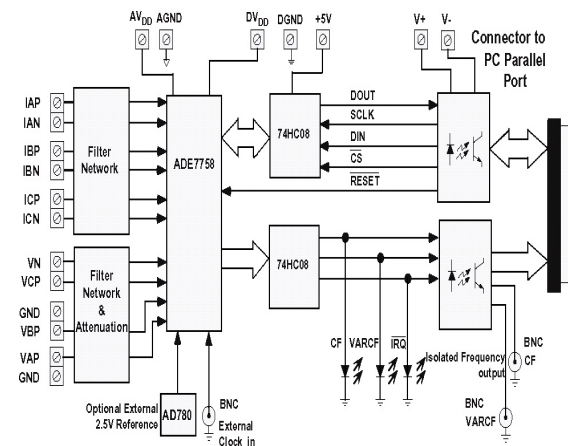 AVDD AGND DVDD DGND +5V V+ V-
Connector to
PC Parallel
Port
IAP
IAN
IBP
IBN
ICP
ICN
Filter
Network
ADE7758
74HC08
DOUT
SCLK
DIN
CS
RESET
VN
VCP
GND
VBP
VAP
GND
Filter
Network
&
Attenuation
74HC08
CF VARCF IRQ
Isolated Frequency
output
BNC
CF
BNC
VARCF
Optional External
2.5V Reference
AD780
BNC
External
Clock in